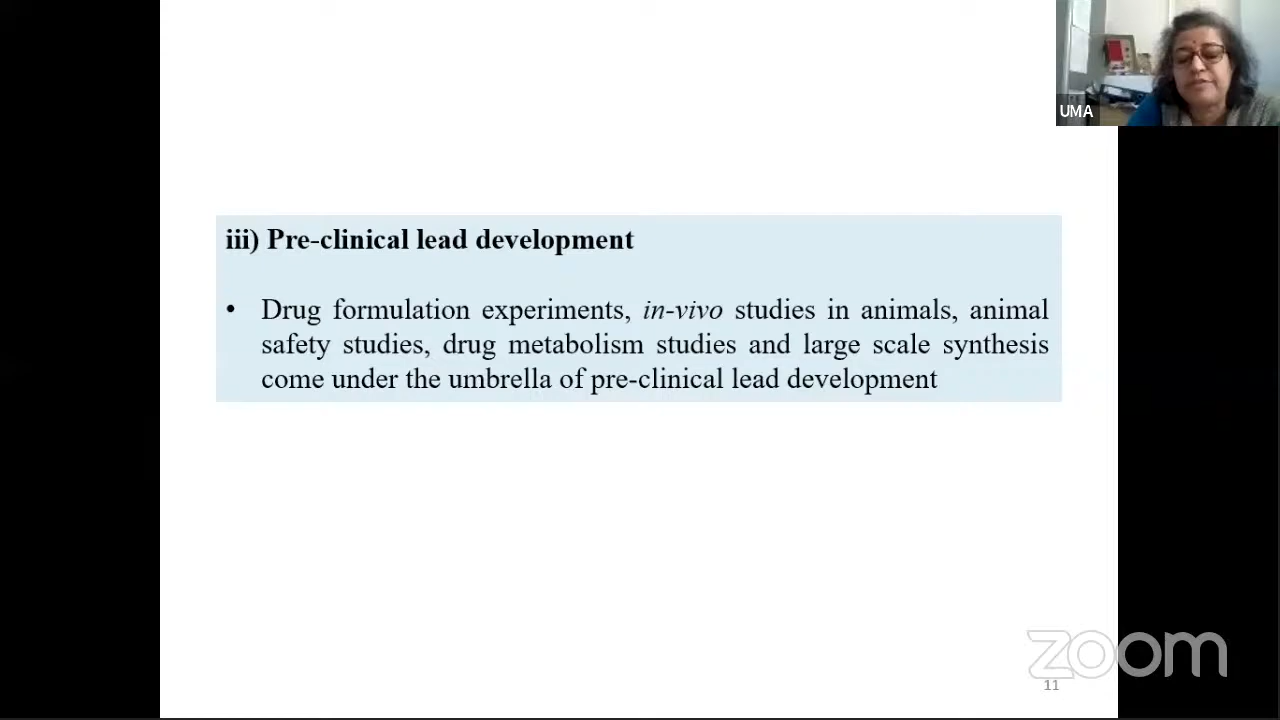 UMA
iii) Pre-clinical lead development
• Drug formulation experiments, in-vivo studies in animals, animal
safety studies, drug metabolism studies and large scale synthesis
come under the umbrella of pre-clinical lead development
zoom
11